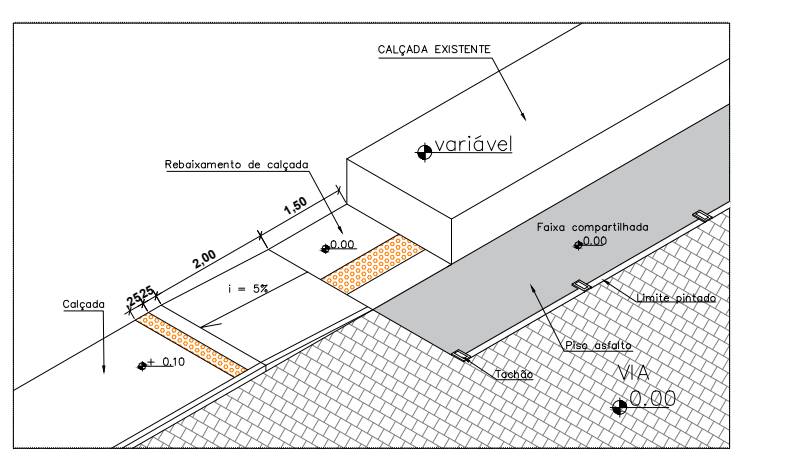 CALÇADA EXISTENTE
variável
Rebaixamento de calçada
1,50
0.00
Faixa compartilhada
0.00
2,00
i = 5%
.25
25
Calçada
Limite pintado
+ 0.10
Piso asfalto
Tachão
VIA
0.00